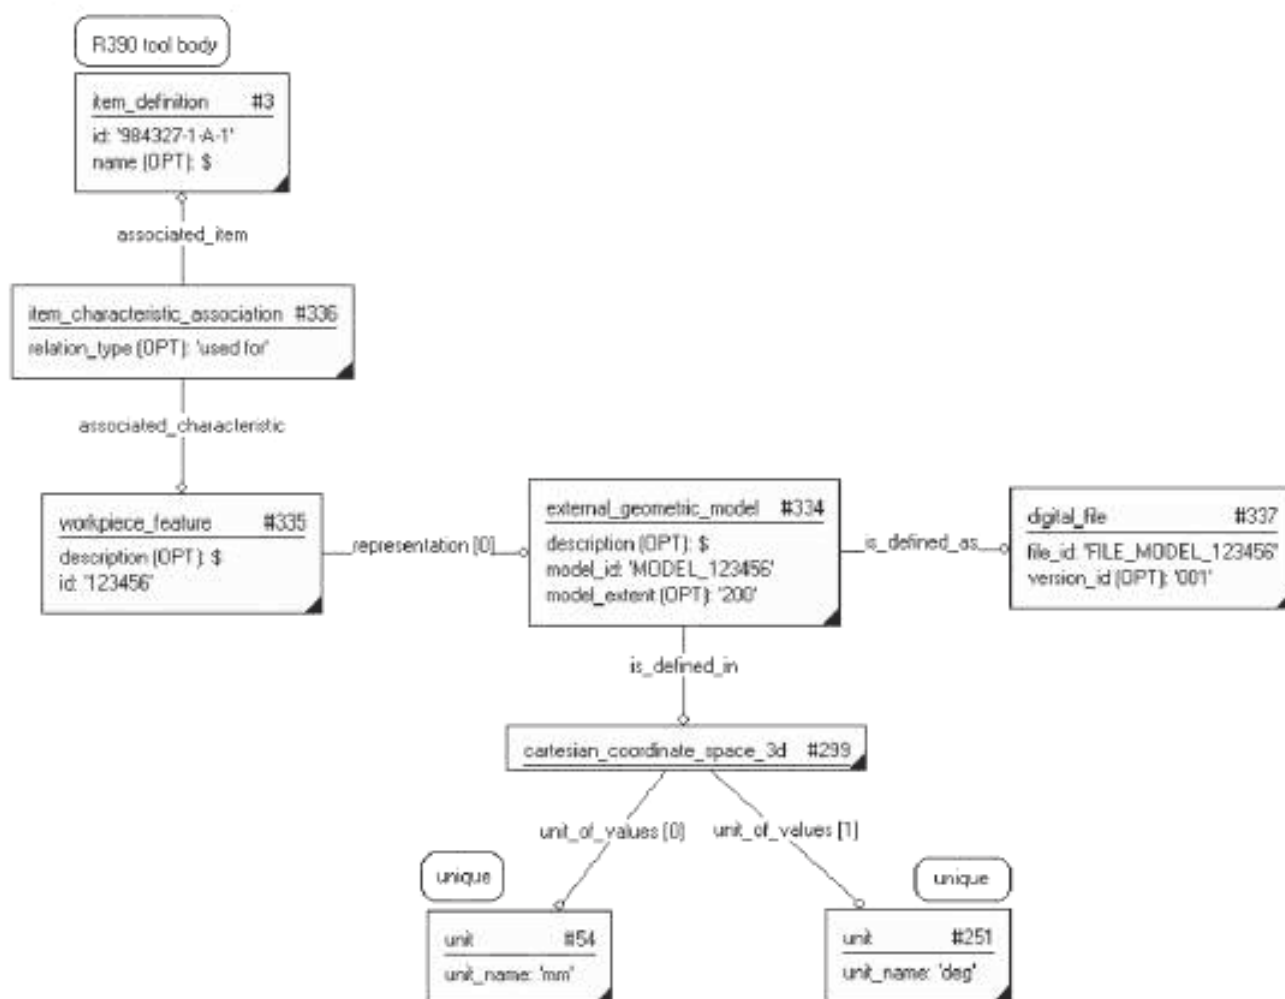 R390 tool body
item_definition #3
id: '984327-1-A-1'
name (OPT): $
associated_item
item_characteristic_association #336
relation_type (OPT): 'used for'
associated_characteristic
workpiece_feature #335
description (OPT): $
id: '123456'
representation [0]
external_geometric_model #334
description (OPT): $
model_id: 'MODEL_123456'
model_extent (OPT): '200'
is_defined_as
digital_file #337
file_id: 'FILE_MODEL_123456'
version_id (OPT): '001'
is_defined_in
cartesian_coordinate_space_3d #299
unit_of_values [0]
unit_of_values [1]
unique
unit #54
unit_name: 'mm'
unique
unit #251
unit_name: 'deg'